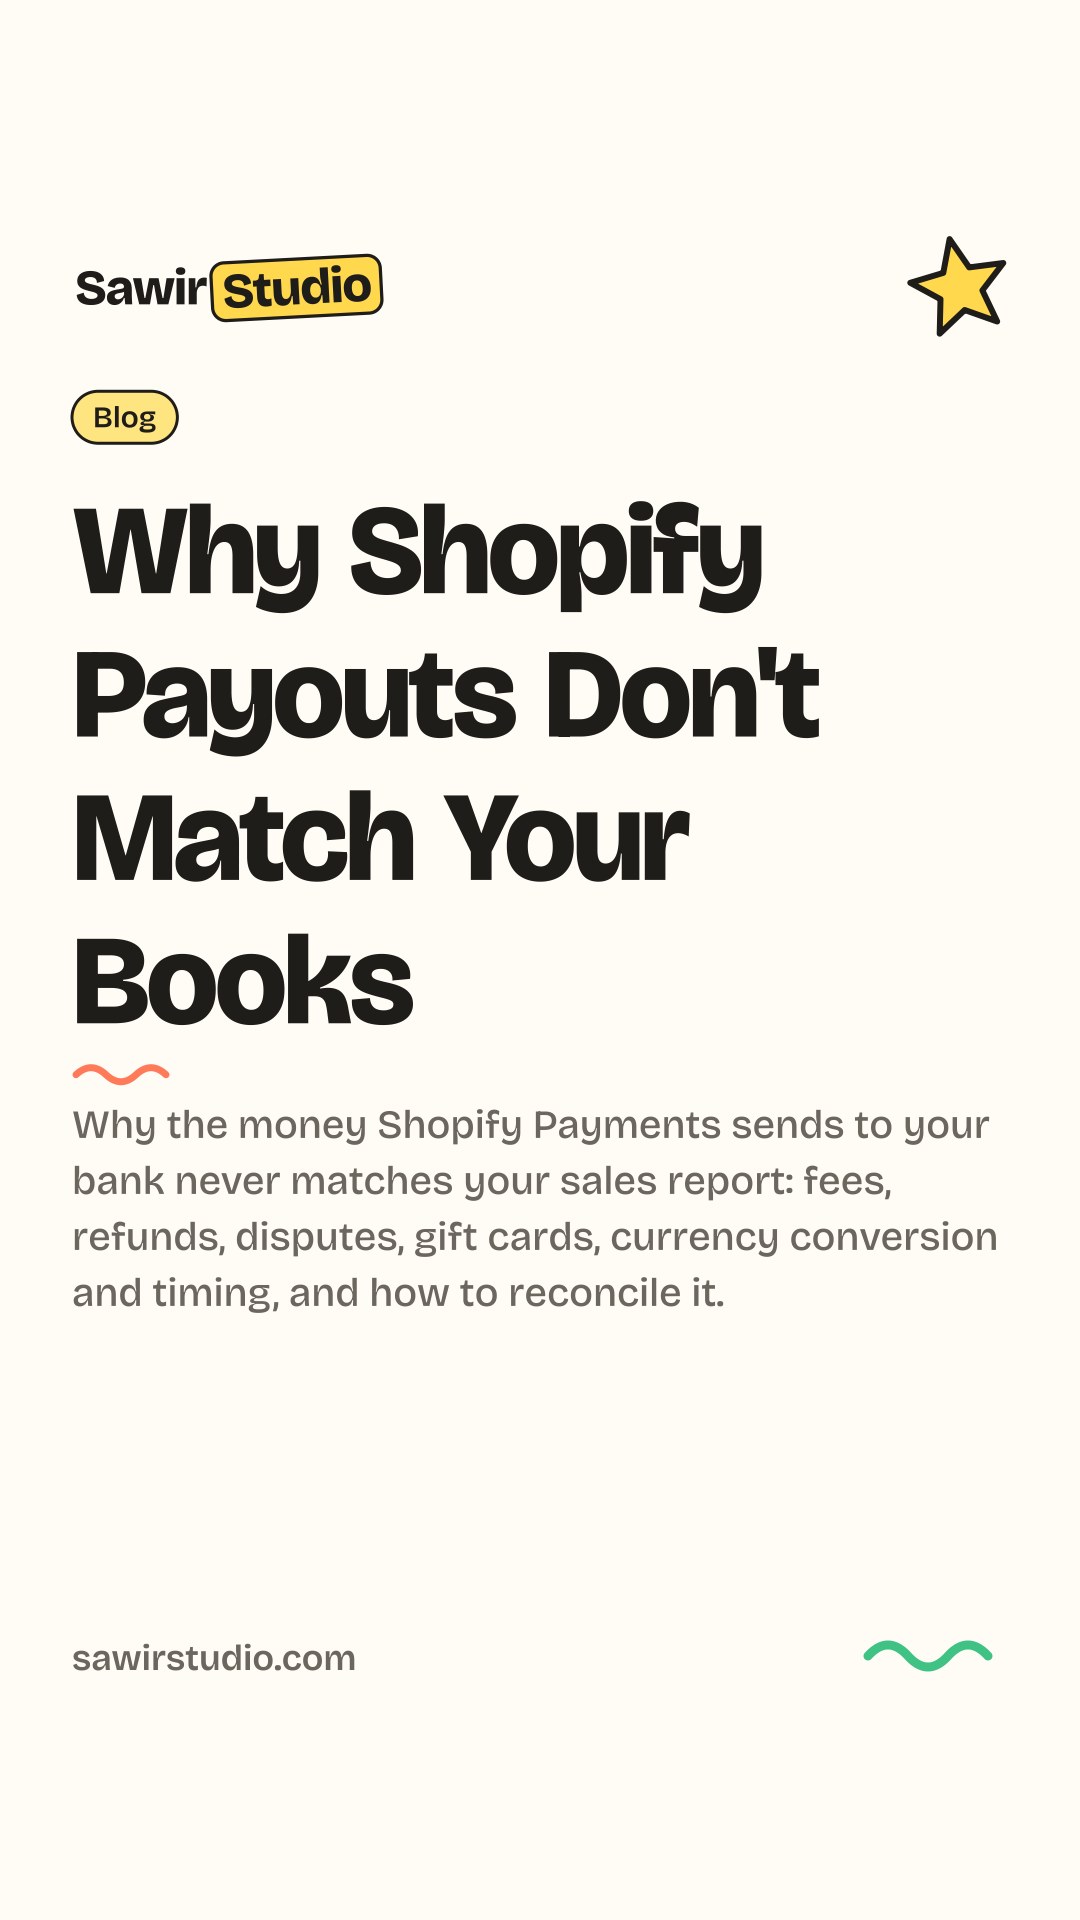 Sawir Studio
Blog
Why Shopify
Payouts Don't
Match Your
Books
Why the money Shopify Payments sends to your
bank never matches your sales report: fees,
refunds, disputes, gift cards, currency conversion
and timing, and how to reconcile it.
sawirstudio.com